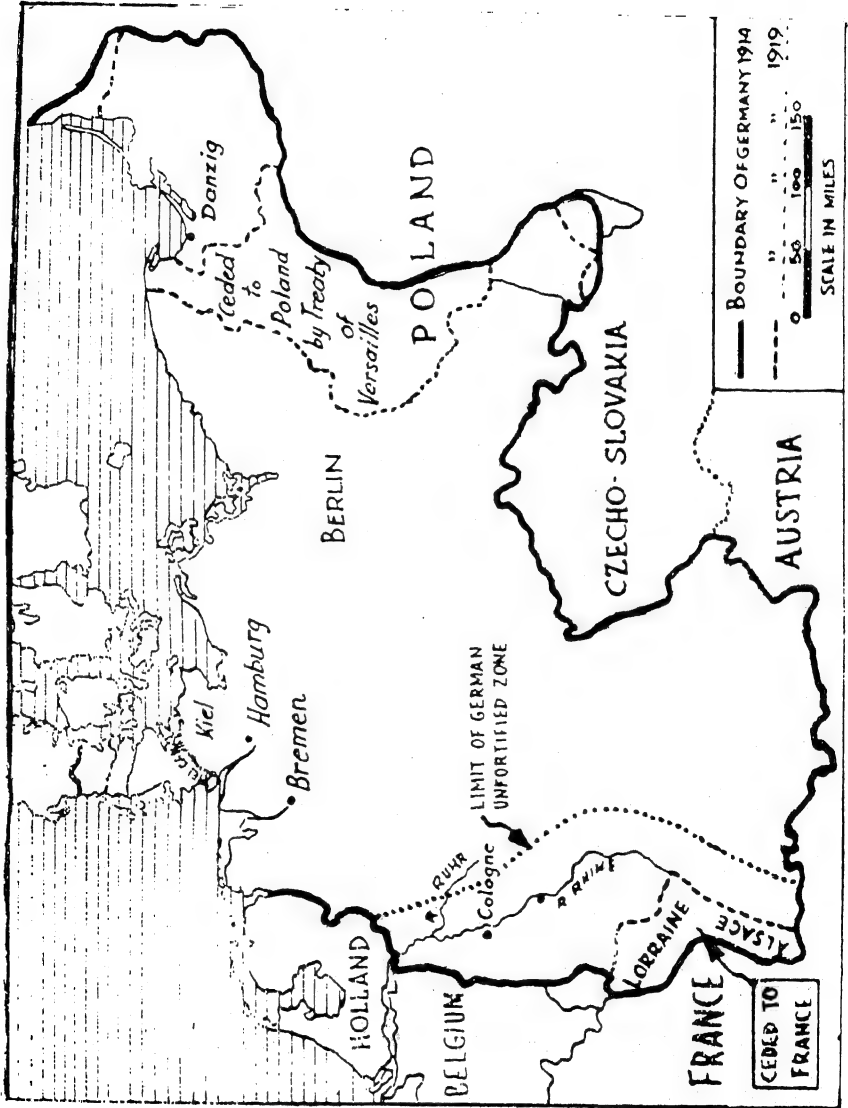 Danzig
Kiel
Hamburg
Bremen
Ceded
to
Poland
by Treaty
of
Versailles
BERLIN
HOLLAND
POLAND
BELGIUM
RUHR
Cologne
R RHINE
LIMIT OF GERMAN
UNFORTIFIED ZONE
CZECHO-SLOVAKIA
LORRAINE
ALSACE
FRANCE
CEDED TO
FRANCE
AUSTRIA
BOUNDARY OF GERMANY 1914
" " " 1919
0 50 100 150
SCALE IN MILES